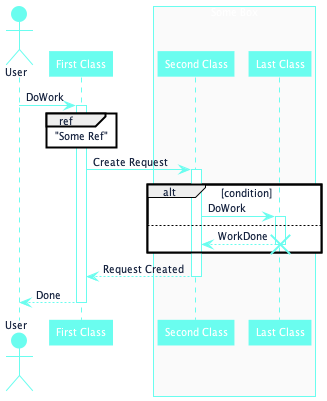 User
First Class
Second Class
Last Class
DoWork
ref
"Some Ref"
Create Request
alt
[condition]
DoWork
WorkDone
Request Created
Done
User
First Class
Second Class
Last Class